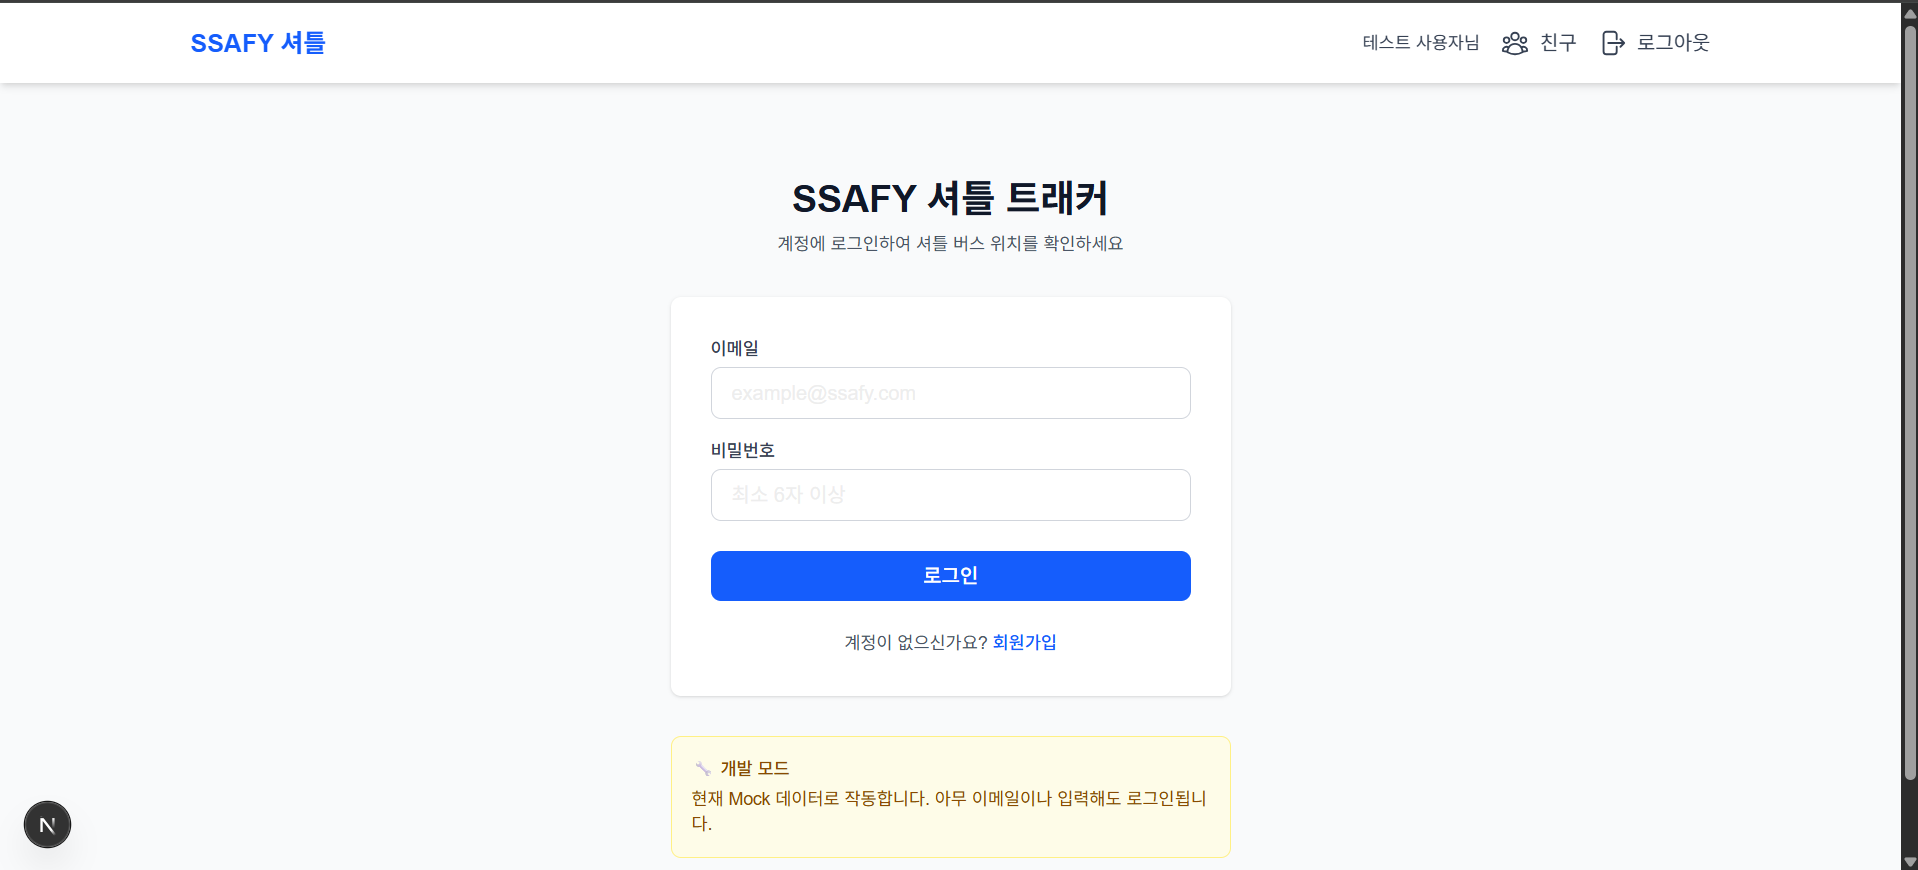 SSAFY 셔틀
테스트 사용자님 친구 로그아웃
SSAFY 셔틀 트래커
계정에 로그인하여 셔틀 버스 위치를 확인하세요
이메일
example@ssafy.com
비밀번호
최소 6자 이상
로그인
계정이 없으신가요? 회원가입
🔧 개발 모드
현재 Mock 데이터로 작동합니다. 아무 이메일이나 입력해도 로그인됩니
다.
N